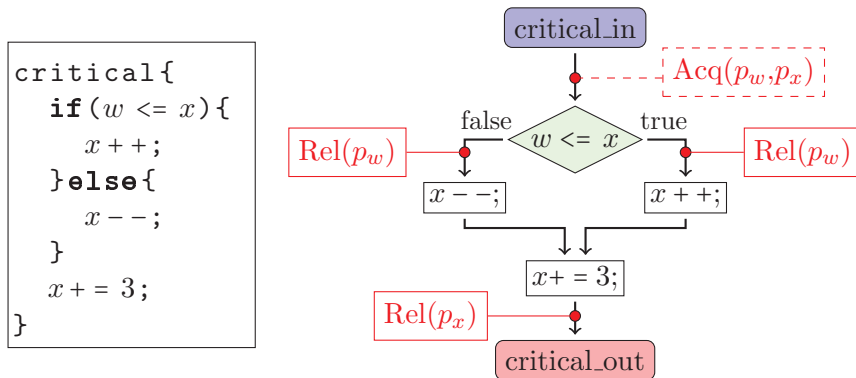 critical{
if(w <= x){
x++;
}else{
x--;
}
x+= 3;
}
critical_in
Acq(p_w,p_x)
false
true
Rel(p_w)
w <= x
Rel(p_w)
x--;
x++;
x+= 3;
Rel(p_x)
critical_out